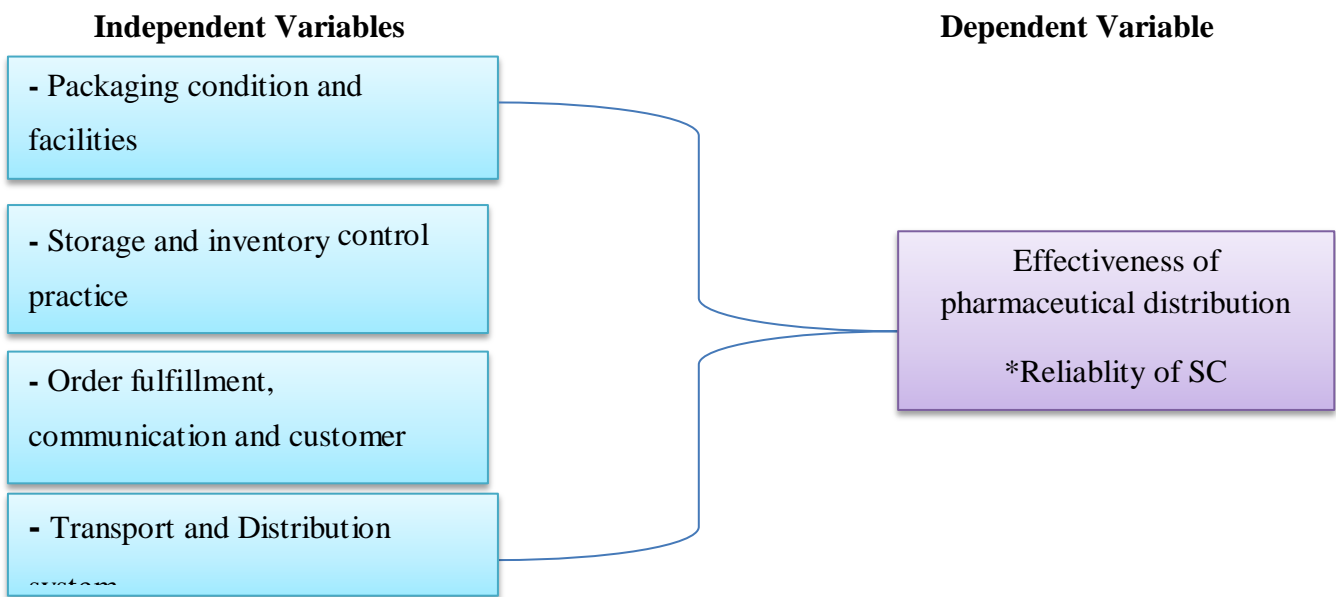 Independent Variables
Dependent Variable
- Packaging condition and
facilities
- Storage and inventory control
practice
- Order fulfillment,
communication and customer
- Transport and Distribution
system
Effectiveness of
pharmaceutical distribution
*Reliablity of SC